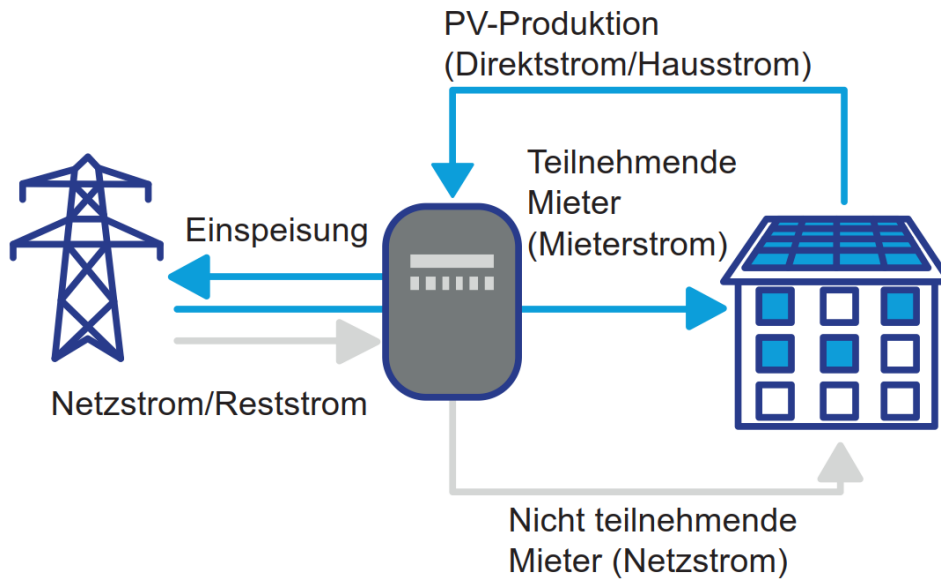 PV-Produktion
(Direktstrom/Hausstrom)
Teilnehmende
Mieter
(Mieterstrom)
Einspeisung
Netzstrom/Reststrom
Nicht teilnehmende
Mieter (Netzstrom)